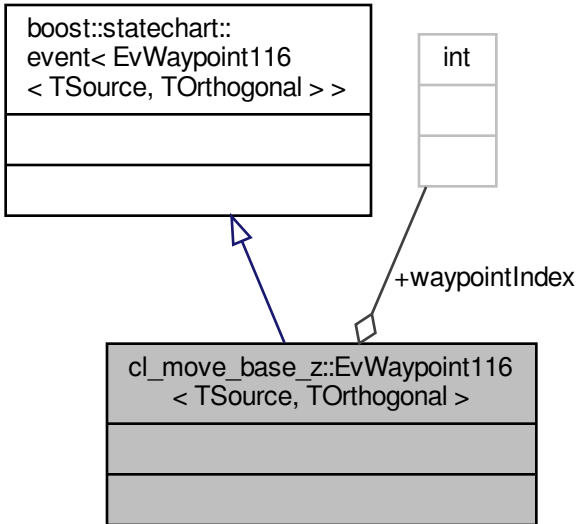 boost::statechart::
event< EvWaypoint116
< TSource, TOrthogonal > >
int
+waypointIndex
cl_move_base_z::EvWaypoint116
< TSource, TOrthogonal >